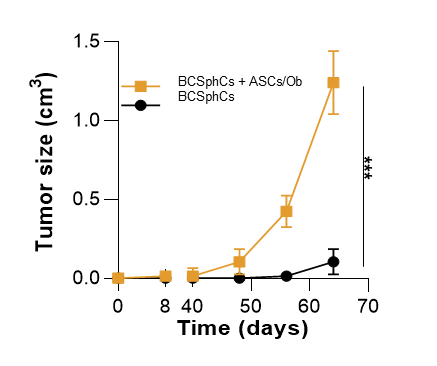 1.5
1.0
0.5
0.0
Tumor size (cm³)
BCSphCs + ASCs/Ob
BCSphCs
***
0 8 40 50 60 70
Time (days)